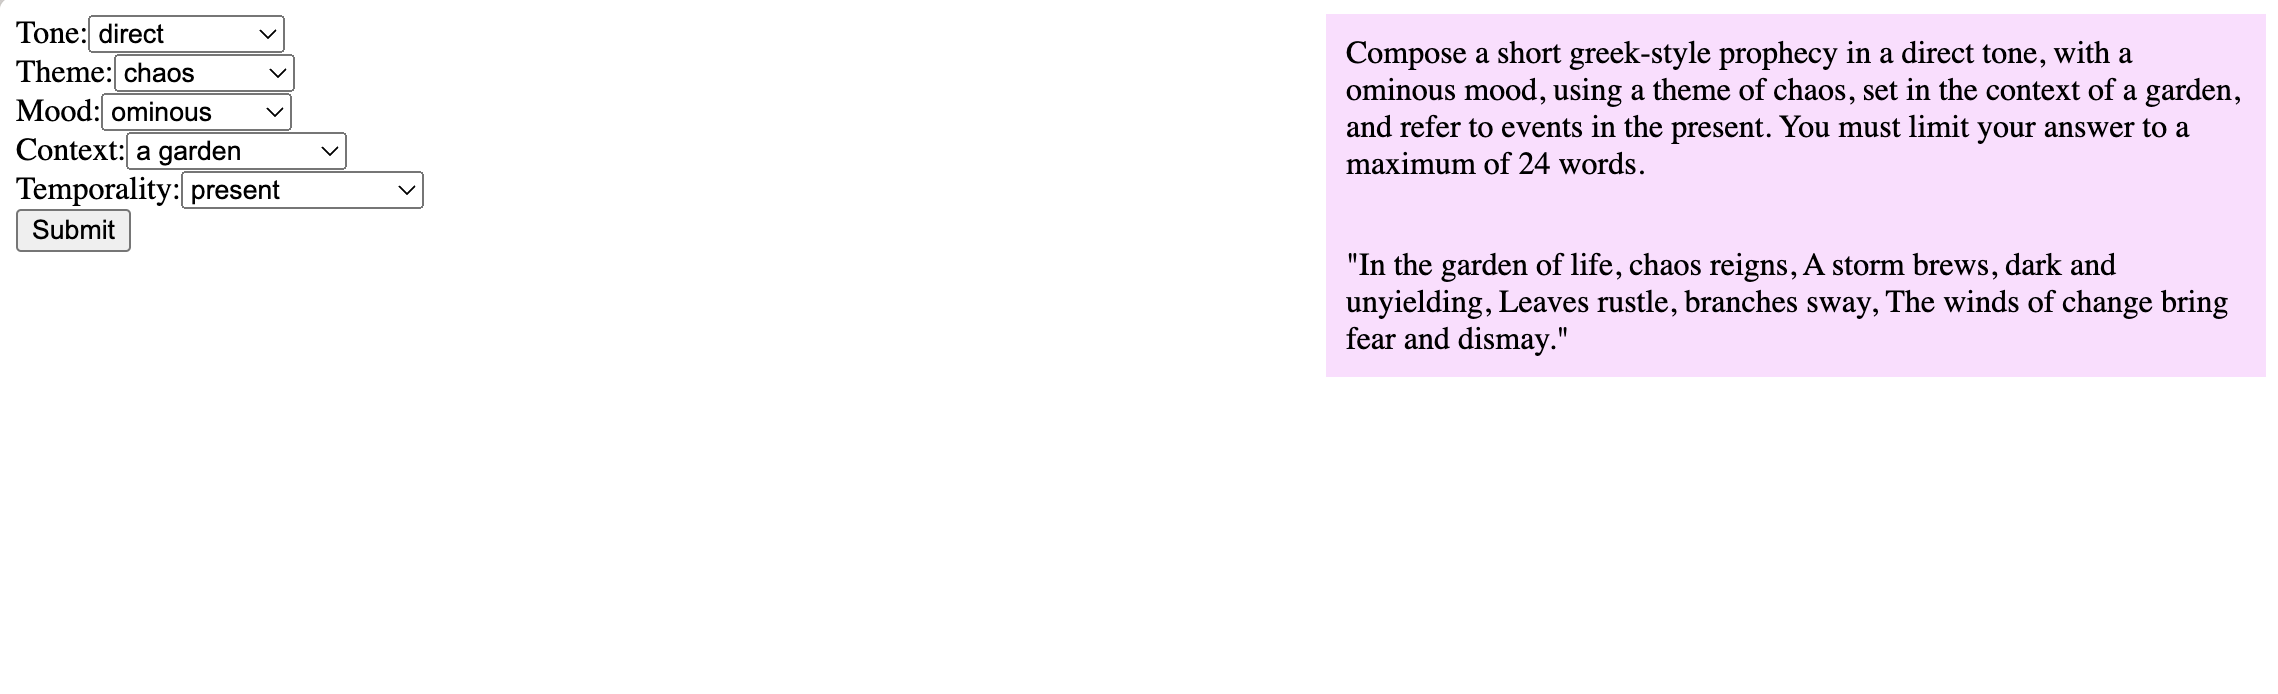 Tone: direct
Theme: chaos
Mood: ominous
Context: a garden
Temporality: present
Submit
Compose a short greek-style prophecy in a direct tone, with a
ominous mood, using a theme of chaos, set in the context of a garden,
and refer to events in the present. You must limit your answer to a
maximum of 24 words.
"In the garden of life, chaos reigns, A storm brews, dark and
unyielding, Leaves rustle, branches sway, The winds of change bring
fear and dismay."